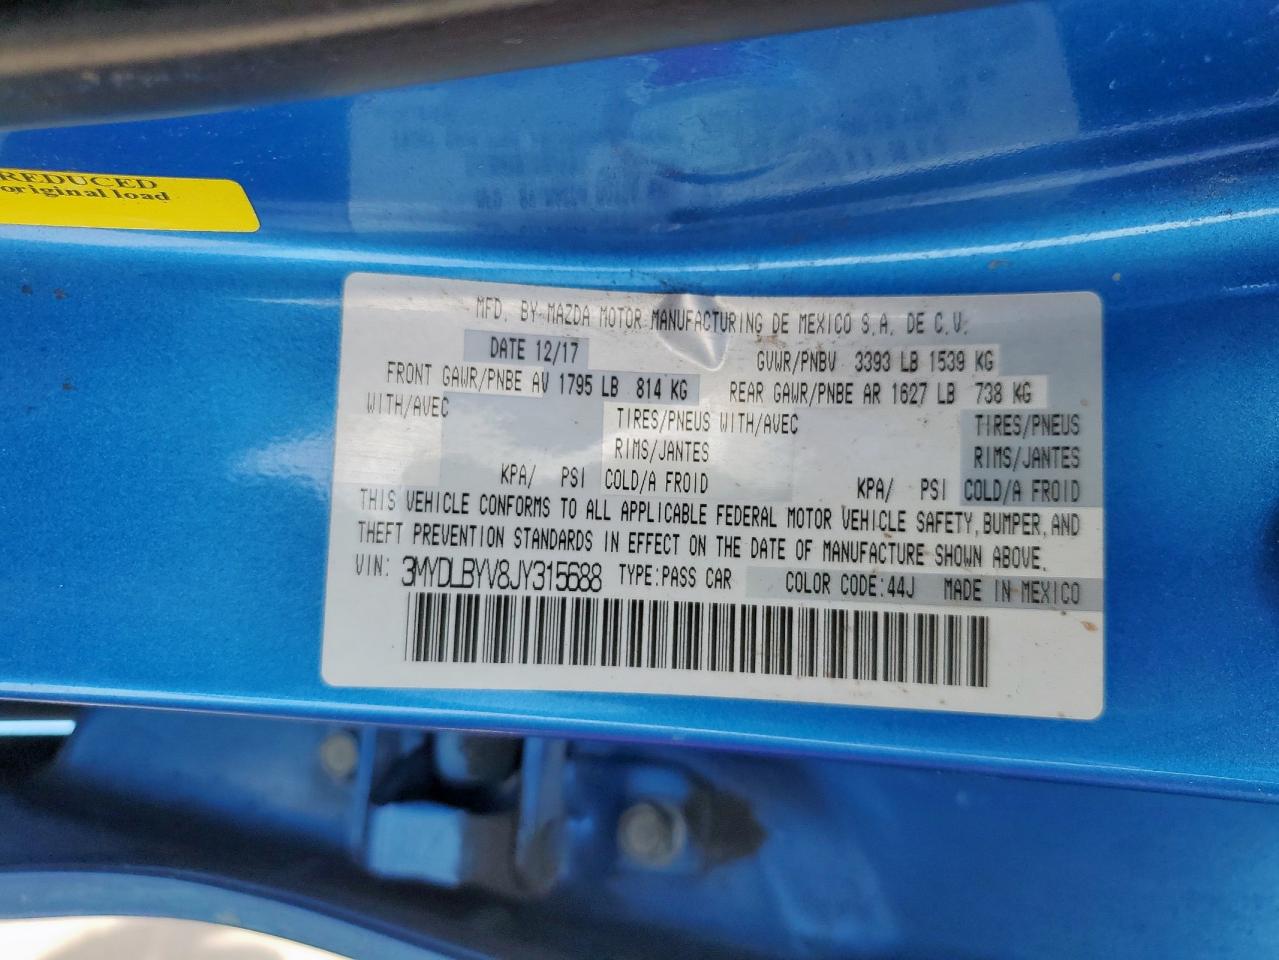 REDUCED
original load
MFD. BY MAZDA MOTOR MANUFACTURING DE MEXICO S.A. DE C.V.
DATE 12/17 GVWR/PNBV 3393 LB 1539 KG
FRONT GAWR/PNBE AV 1795 LB 814 KG REAR GAWR/PNBE AR 1627 LB 738 KG
WITH/AVEC TIRES/PNEUS WITH/AVEC TIRES/PNEUS
RIMS/JANTES RIMS/JANTES
KPA/ PSI COLD/A FROID KPA/ PSI COLD/A FROID
THIS VEHICLE CONFORMS TO ALL APPLICABLE FEDERAL MOTOR VEHICLE SAFETY, BUMPER, AND
THEFT PREVENTION STANDARDS IN EFFECT ON THE DATE OF MANUFACTURE SHOWN ABOVE.
VIN: 3MYDLBYV8JY315688 TYPE:PASS CAR COLOR CODE:44J MADE IN MEXICO